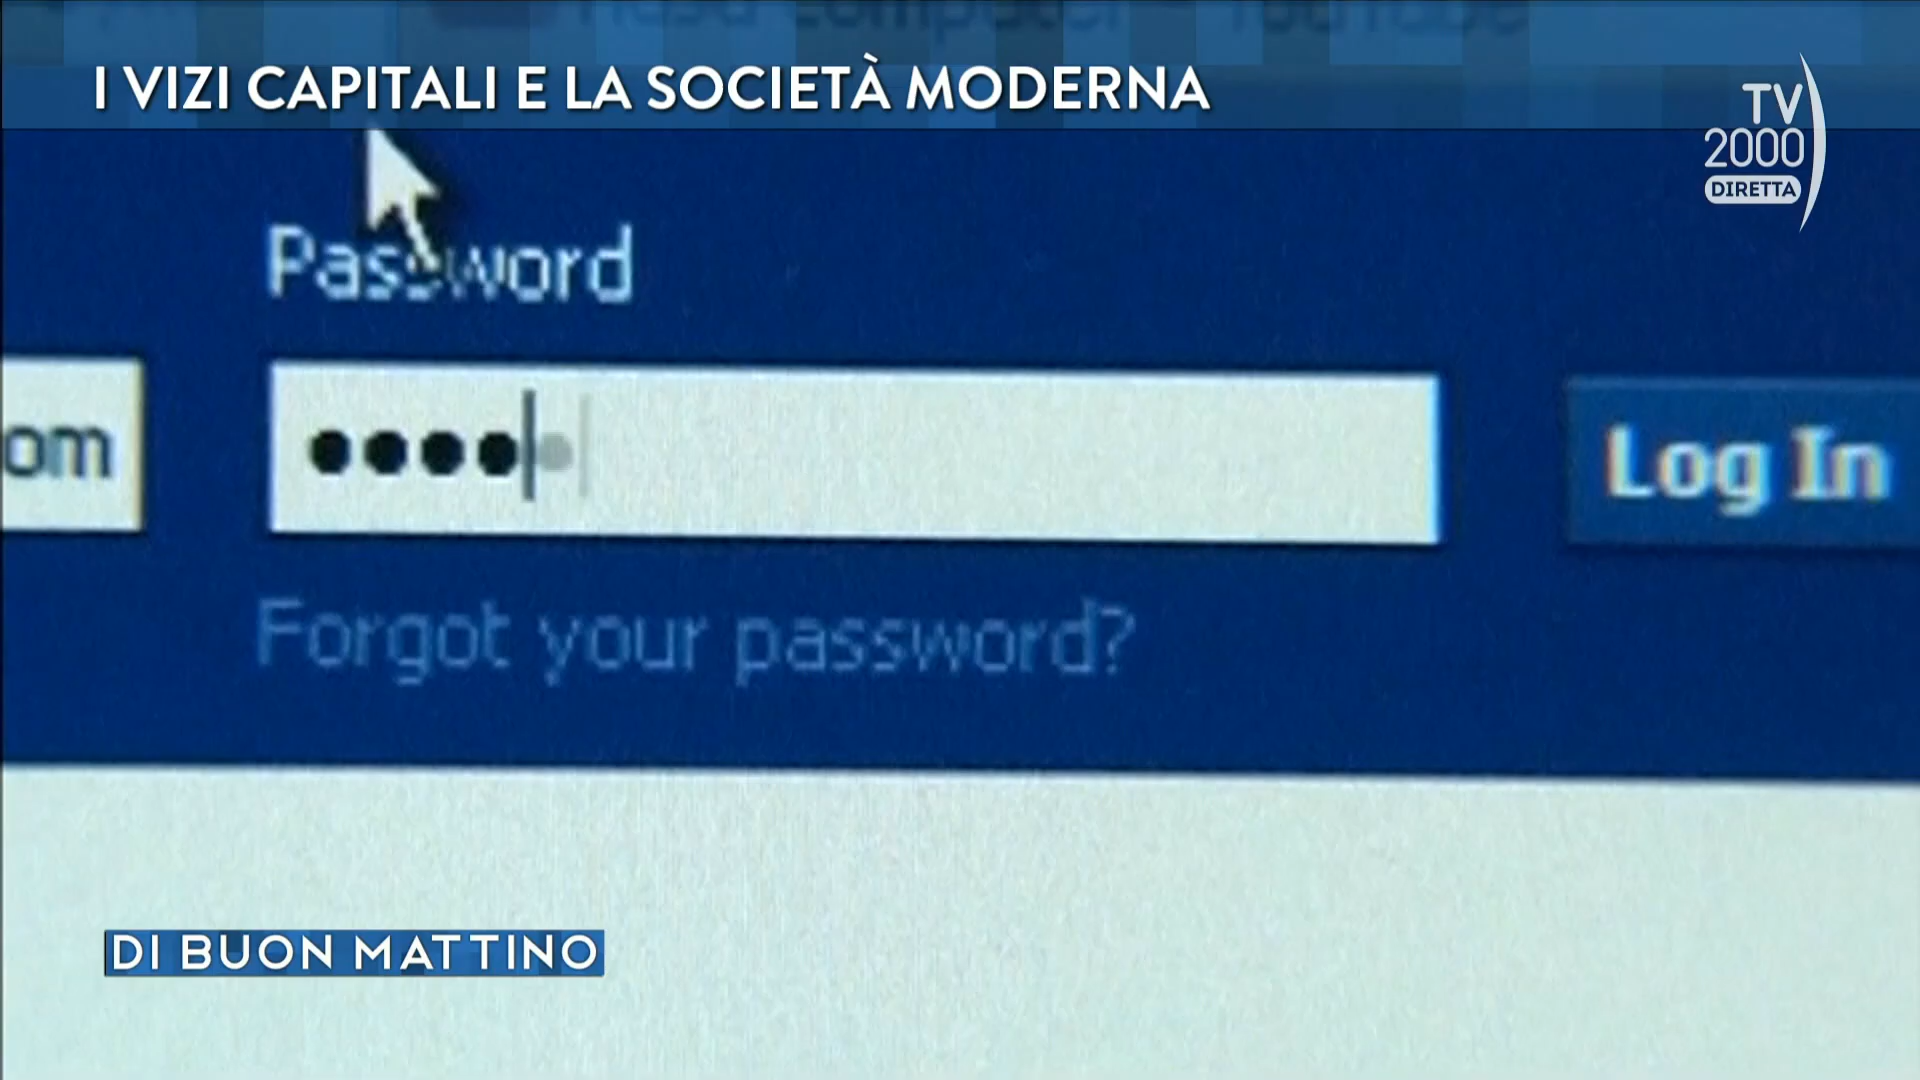 I VIZI CAPITALI E LA SOCIETÀ MODERNA
TV
2000
DIRETTA
Password
om
Log In
Forgot your password?
DI BUON MATTINO